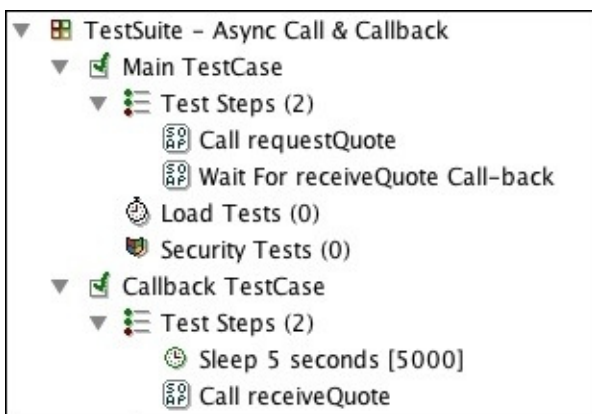 TestSuite - Async Call & Callback
Main TestCase
Test Steps (2)
Call requestQuote
Wait For receiveQuote Call-back
Load Tests (0)
Security Tests (0)
Callback TestCase
Test Steps (2)
Sleep 5 seconds [5000]
Call receiveQuote